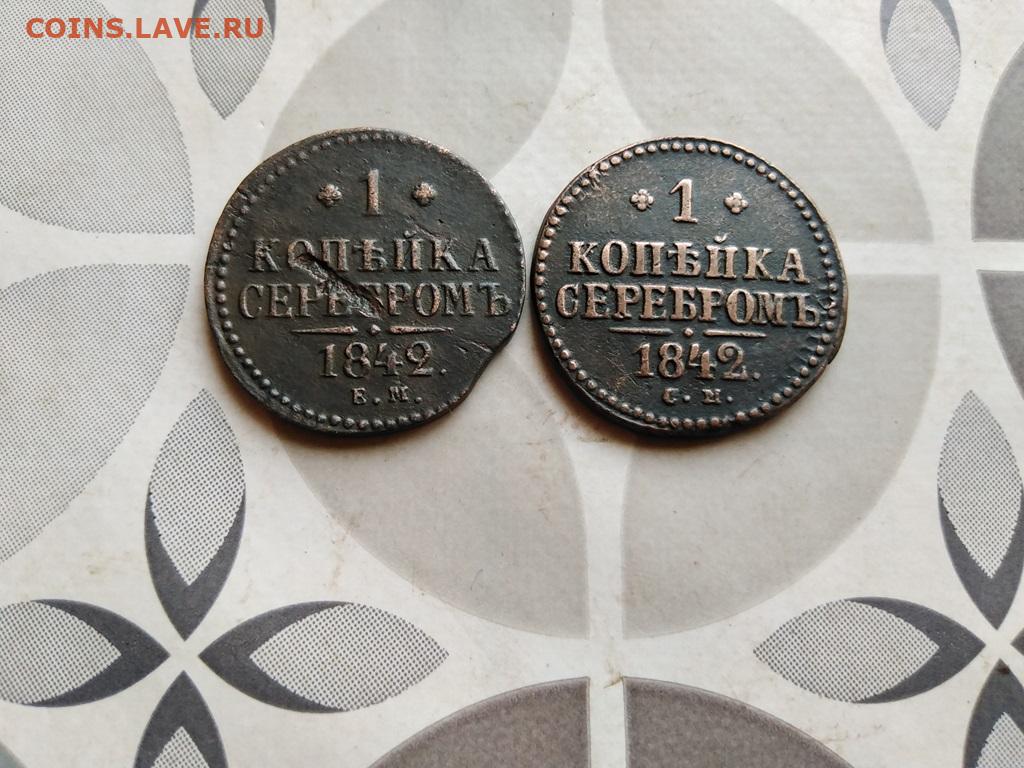 COINS.LAVE.RU
1
КОПѢЙКА
СЕРЕБРОМЪ
1842.
Е.М.
1
КОПѢЙКА
СЕРЕБРОМЪ
1842.
С.М.